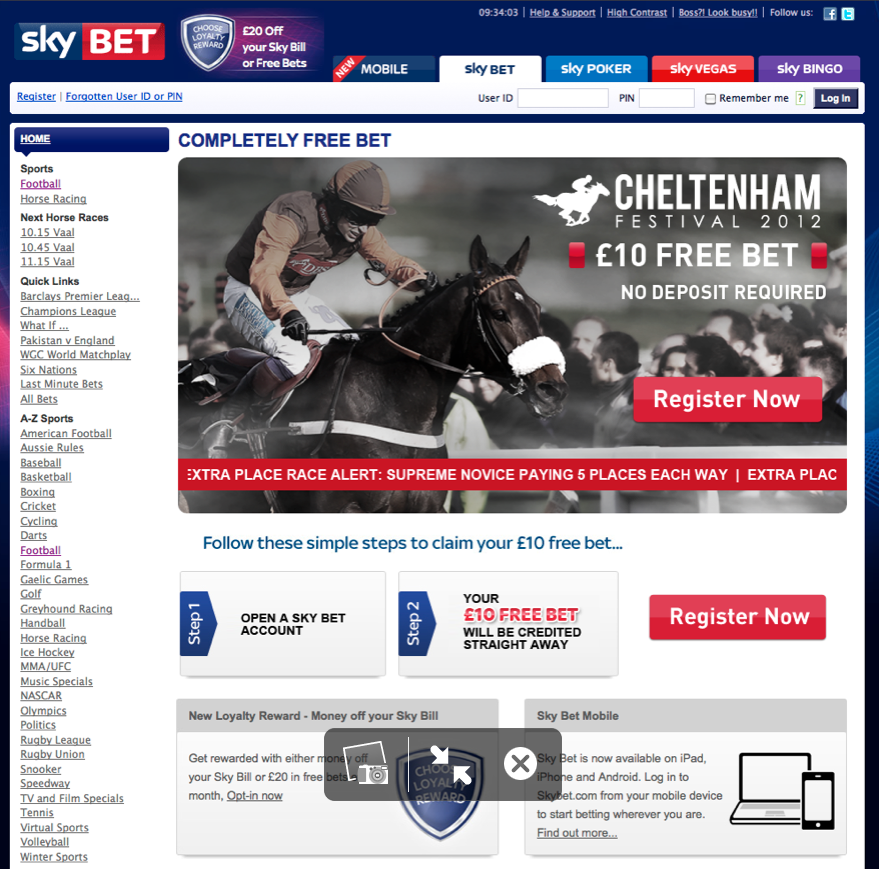 09:34:03 | Help & Support | High Contrast | Boss?! Look busy!! | Follow us:
sky BET
CHOOSE LOYALTY REWARD
£20 Off
your Sky Bill
or Free Bets
NEW MOBILE
sky BET
sky POKER
sky VEGAS
sky BINGO
Register | Forgotten User ID or PIN
User ID
PIN
Remember me ?
Log In
HOME
Sports
Football
Horse Racing
Next Horse Races
10.15 Vaal
10.45 Vaal
11.15 Vaal
Quick Links
Barclays Premier Leag...
Champions League
What If ...
Pakistan v England
WGC World Matchplay
Six Nations
Last Minute Bets
All Bets
A-Z Sports
American Football
Aussie Rules
Baseball
Basketball
Boxing
Cricket
Cycling
Darts
Football
Formula 1
Gaelic Games
Golf
Greyhound Racing
Handball
Horse Racing
Ice Hockey
MMA/UFC
Music Specials
NASCAR
Olympics
Politics
Rugby League
Rugby Union
Snooker
Speedway
TV and Film Specials
Tennis
Virtual Sports
Volleyball
Winter Sports
COMPLETELY FREE BET
CHELTENHAM
FESTIVAL 2012
£10 FREE BET
NO DEPOSIT REQUIRED
Register Now
EXTRA PLACE RACE ALERT: SUPREME NOVICE PAYING 5 PLACES EACH WAY | EXTRA PLAC
Follow these simple steps to claim your £10 free bet...
Step 1
OPEN A SKY BET
ACCOUNT
Step 2
YOUR
£10 FREE BET
WILL BE CREDITED
STRAIGHT AWAY
Register Now
New Loyalty Reward - Money off your Sky Bill
Get rewarded with either money off
your Sky Bill or £20 in free bets a
month, Opt-in now
CHOOSE
LOYALTY
REWARD
Sky Bet Mobile
Sky Bet is now available on iPad,
iPhone and Android. Log in to
Skybet.com from your mobile device
to start betting wherever you are.
Find out more...